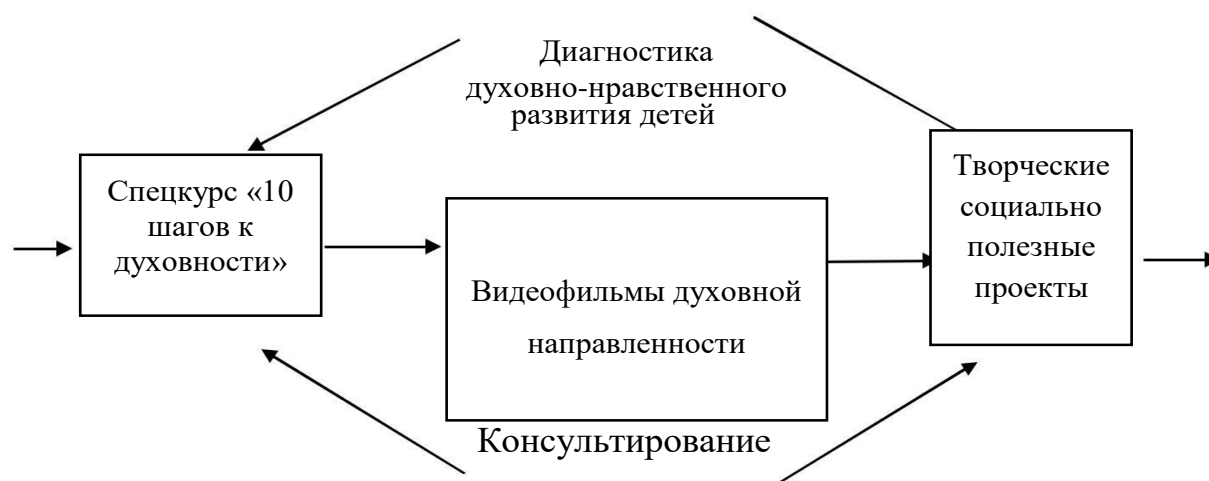 Диагностика
духовно-нравственного
развития детей
Спецкурс «10
шагов к
духовности»
Видеофильмы духовной
направленности
Творческие
социально
полезные
проекты
Консультирование